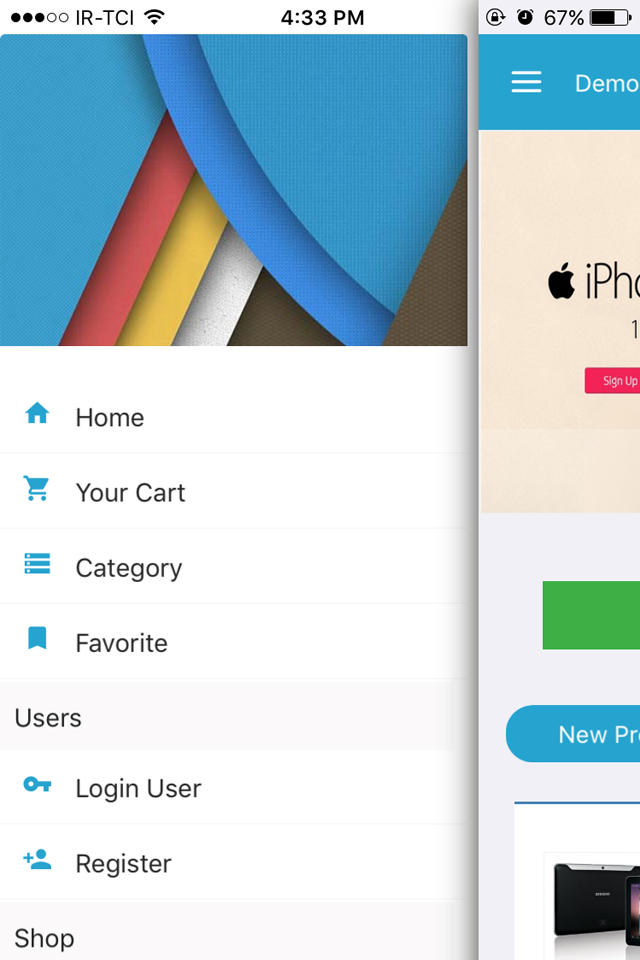 IR-TCI
4:33 PM
67%
Demo
iPho
1
Sign Up
Home
Your Cart
Category
Favorite
Users
Login User
Register
Shop
New Pr
SAMSUNG